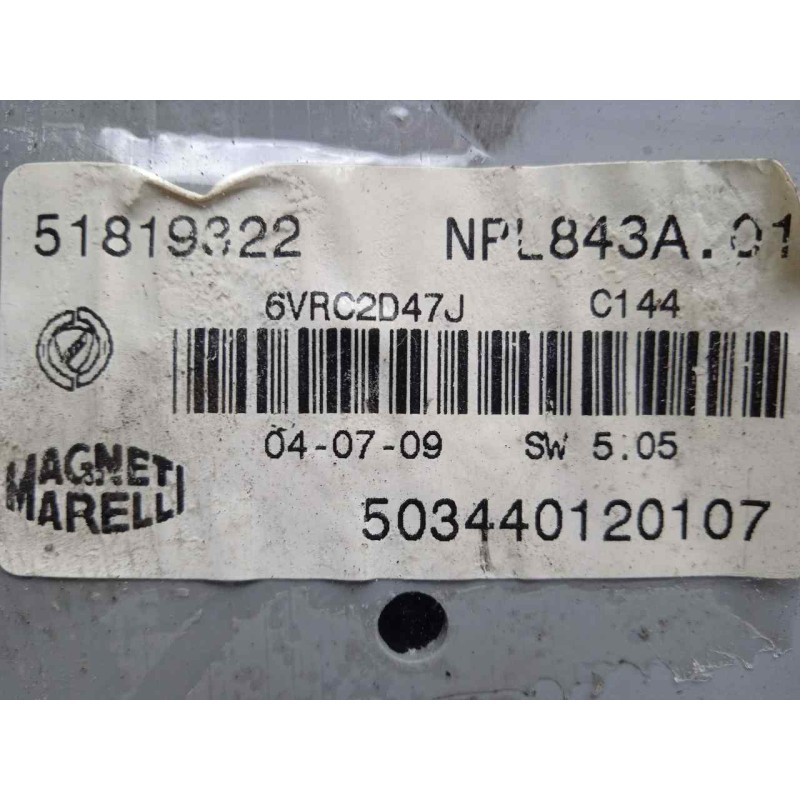 51819322 NPL843A.01
6VRC2D47J C144
04-07-09 SW 5.05
MAGNETI
MARELLI
503440120107